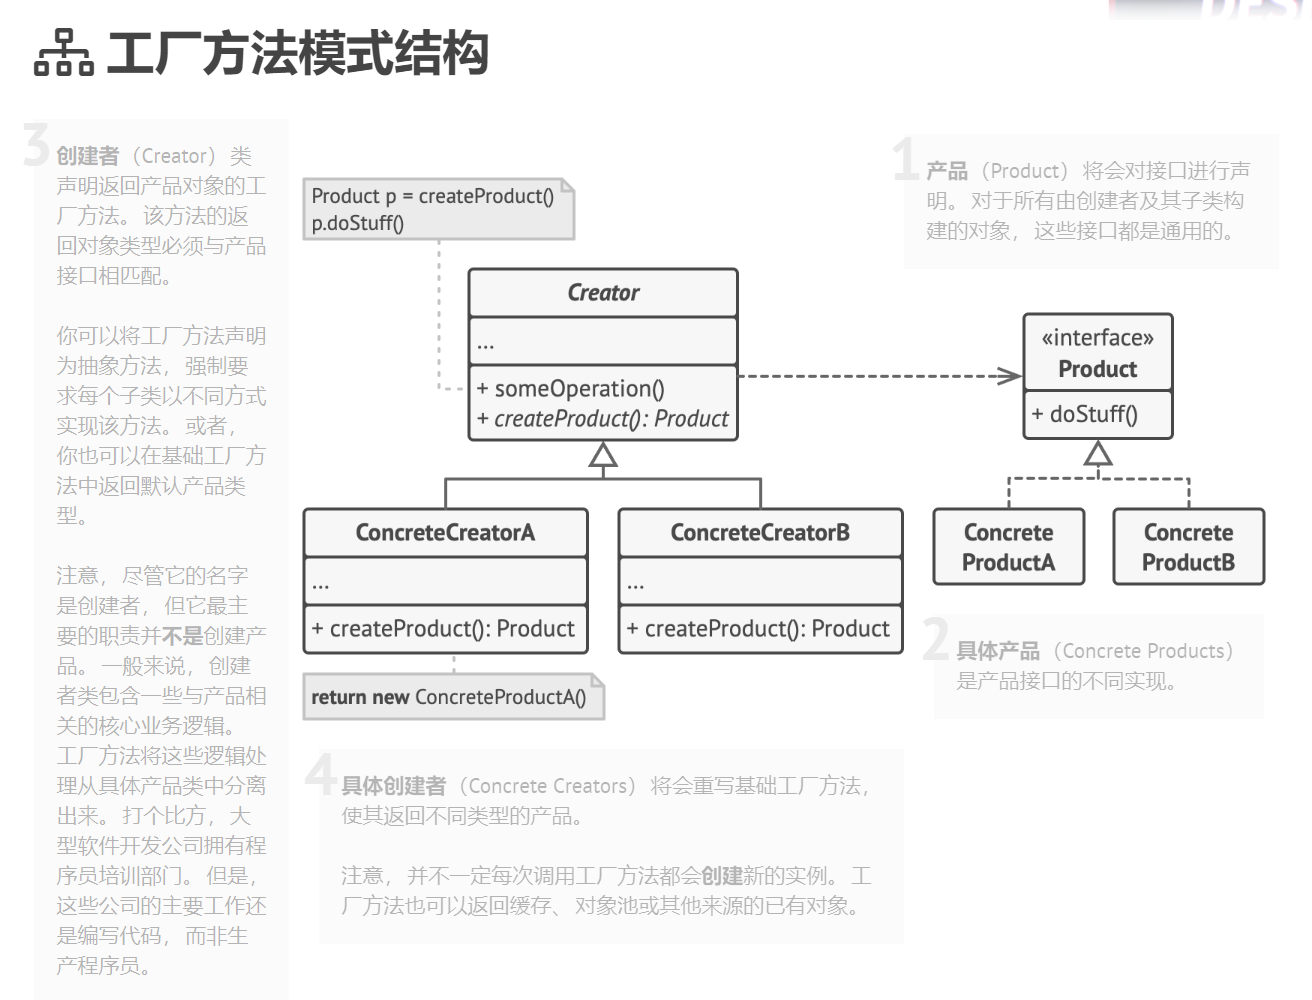 工厂方法模式结构
3
创建者（Creator）类
声明返回产品对象的工
厂方法。该方法的返
回对象类型必须与产品
接口相匹配。
你可以将工厂方法声明
为抽象方法，强制要
求每个子类以不同方式
实现该方法。或者，
你也可以在基础工厂方
法中返回默认产品类
型。
注意，尽管它的名字
是创建者，但它最主
要的职责并不是创建产
品。一般来说，创建
者类包含一些与产品相
关的核心业务逻辑。
工厂方法将这些逻辑处
理从具体产品类中分离
出来。打个比方，大
型软件开发公司拥有程
序员培训部门。但是，
这些公司的主要工作还
是编写代码，而非生
产程序员。
Product p = createProduct()
p.doStuff()
Creator
...
+ someOperation()
+ createProduct(): Product
ConcreteCreatorA
...
+ createProduct(): Product
return new ConcreteProductA()
ConcreteCreatorB
...
+ createProduct(): Product
1
产品（Product）将会对接口进行声
明。对于所有由创建者及其子类构
建的对象，这些接口都是通用的。
«interface»
Product
+ doStuff()
Concrete
ProductA
Concrete
ProductB
2
具体产品（Concrete Products）
是产品接口的不同实现。
4
具体创建者（Concrete Creators）将会重写基础工厂方法，
使其返回不同类型的产品。
注意，并不一定每次调用工厂方法都会创建新的实例。工
厂方法也可以返回缓存、对象池或其他来源的已有对象。